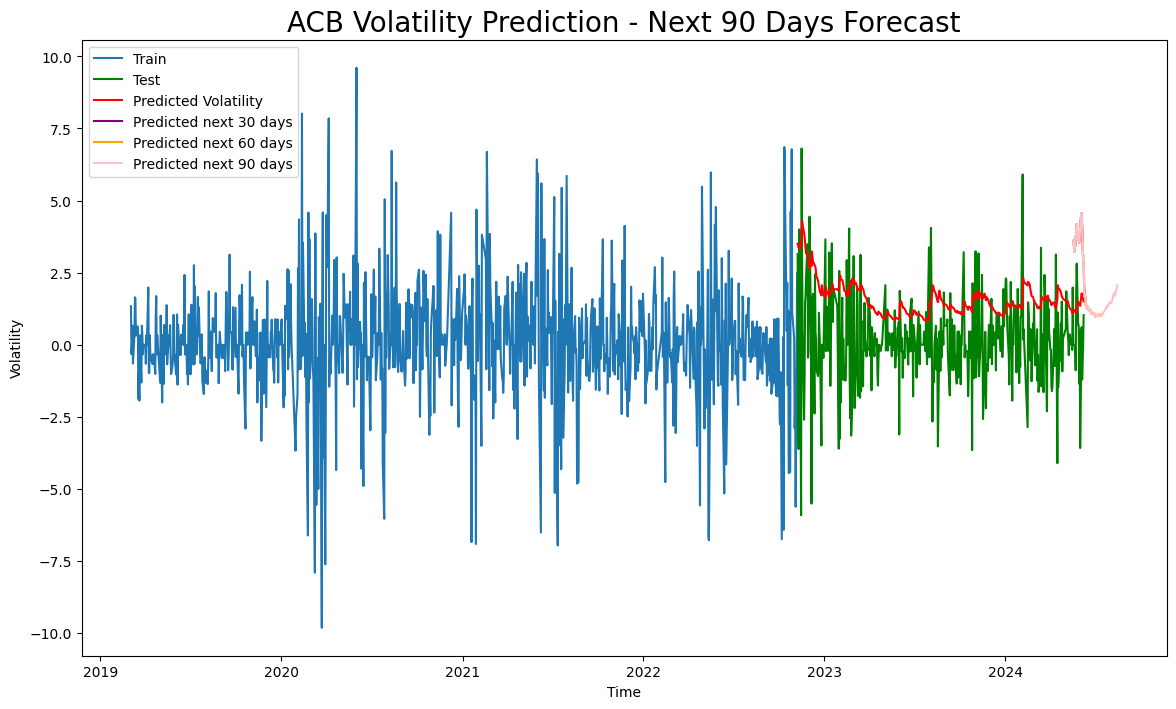 ACB Volatility Prediction - Next 90 Days Forecast
Train
Test
Predicted Volatility
Predicted next 30 days
Predicted next 60 days
Predicted next 90 days
10.0
7.5
5.0
2.5
0.0
−2.5
−5.0
−7.5
−10.0
Volatility
2019 2020 2021 2022 2023 2024
Time